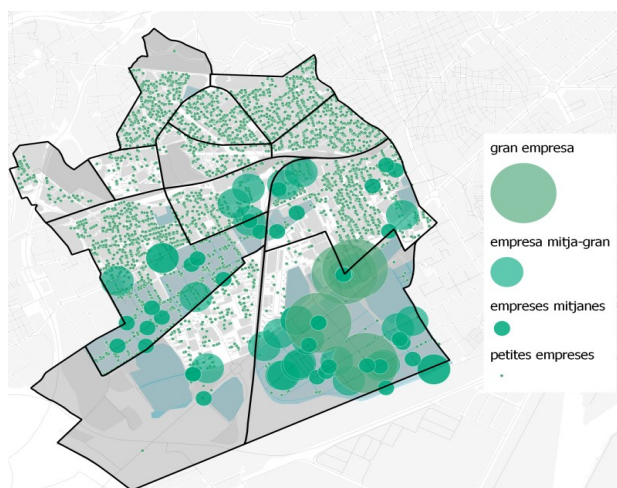 gran empresa
empresa mitja-gran
empreses mitjanes
petites empreses